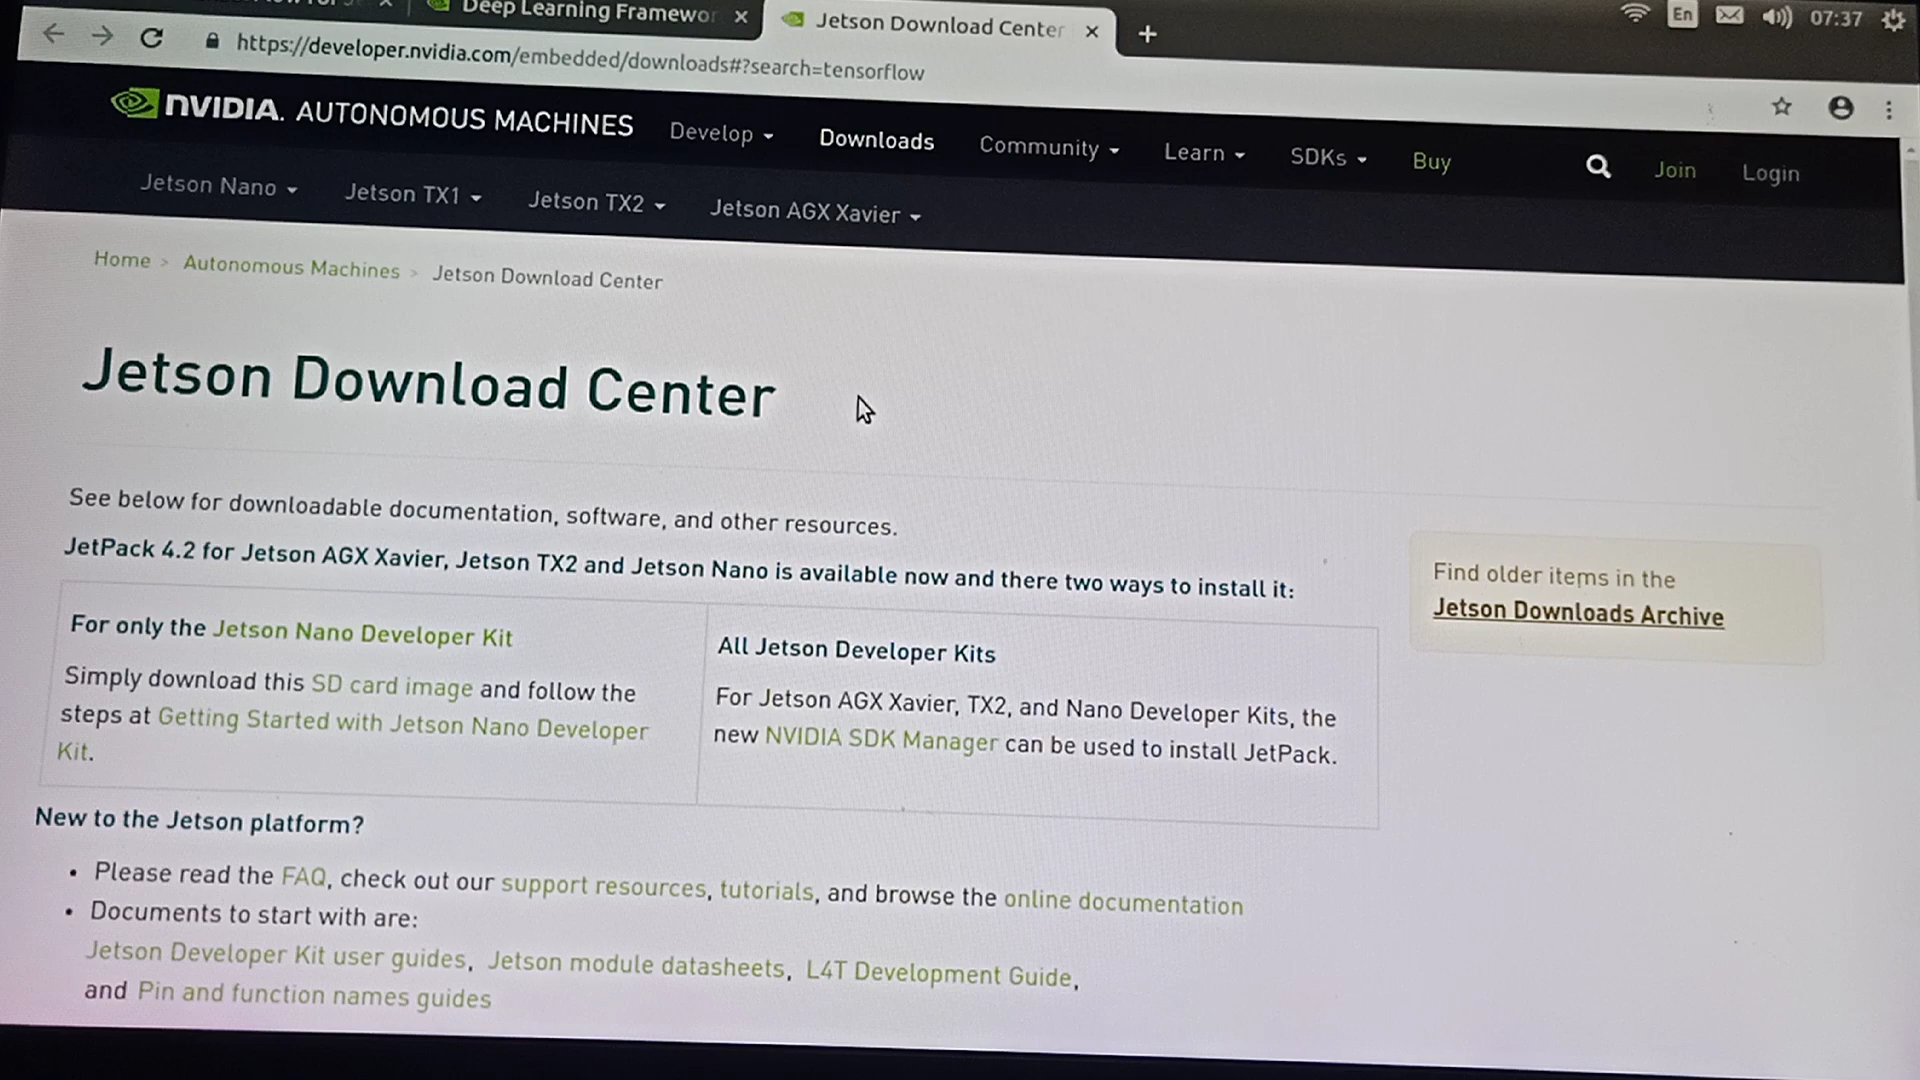 Deep Learning Framewor
Jetson Download Center
En
07:37
https://developer.nvidia.com/embedded/downloads#?search=tensorflow
NVIDIA. AUTONOMOUS MACHINES Develop Downloads Community Learn SDKs Buy Join Login
Jetson Nano Jetson TX1 Jetson TX2 Jetson AGX Xavier
Home > Autonomous Machines > Jetson Download Center
Jetson Download Center
See below for downloadable documentation, software, and other resources.
JetPack 4.2 for Jetson AGX Xavier, Jetson TX2 and Jetson Nano is available now and there two ways to install it:
For only the Jetson Nano Developer Kit
Simply download this SD card image and follow the
steps at Getting Started with Jetson Nano Developer
Kit.
All Jetson Developer Kits
For Jetson AGX Xavier, TX2, and Nano Developer Kits, the
new NVIDIA SDK Manager can be used to install JetPack.
Find older items in the
Jetson Downloads Archive
New to the Jetson platform?
• Please read the FAQ, check out our support resources, tutorials, and browse the online documentation
• Documents to start with are:
Jetson Developer Kit user guides, Jetson module datasheets, L4T Development Guide,
and Pin and function names guides